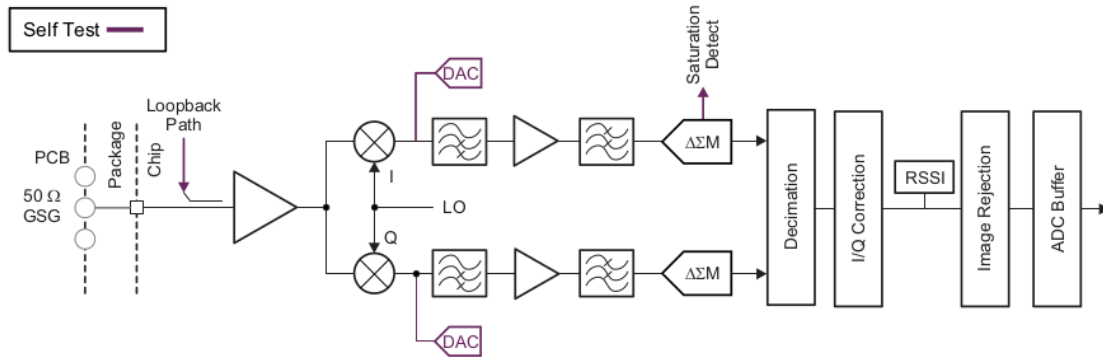 Self Test
Loopback
Path
PCB
Package
Chip
50 Ω
GSG
DAC
Saturation
Detect
ΔΣM
I
LO
Q
ΔΣM
DAC
Decimation
I/Q Correction
RSSI
Image Rejection
ADC Buffer